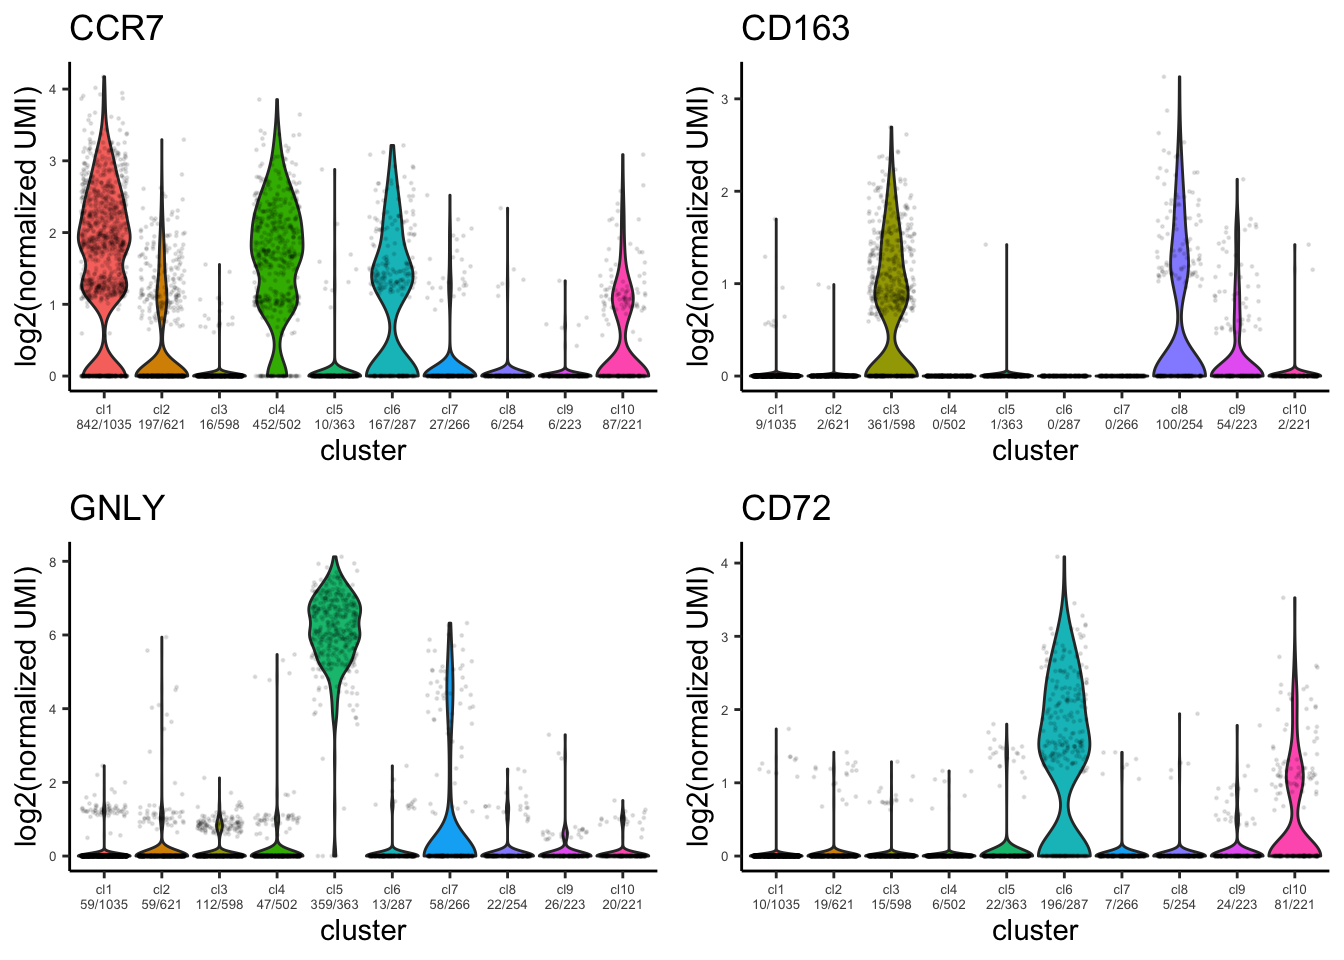 CCR7
log2(normalized UMI)
4
3
2
1
0
cl1 cl2 cl3 cl4 cl5 cl6 cl7 cl8 cl9 cl10
842/1035 197/621 16/598 452/502 10/363 167/287 27/266 6/254 6/223 87/221
cluster
CD163
log2(normalized UMI)
3
2
1
0
cl1 cl2 cl3 cl4 cl5 cl6 cl7 cl8 cl9 cl10
9/1035 2/621 361/598 0/502 1/363 0/287 0/266 100/254 54/223 2/221
cluster
GNLY
log2(normalized UMI)
8
6
4
2
0
cl1 cl2 cl3 cl4 cl5 cl6 cl7 cl8 cl9 cl10
59/1035 59/621 112/598 47/502 359/363 13/287 58/266 22/254 26/223 20/221
cluster
CD72
log2(normalized UMI)
4
3
2
1
0
cl1 cl2 cl3 cl4 cl5 cl6 cl7 cl8 cl9 cl10
10/1035 19/621 15/598 6/502 22/363 196/287 7/266 5/254 24/223 81/221
cluster